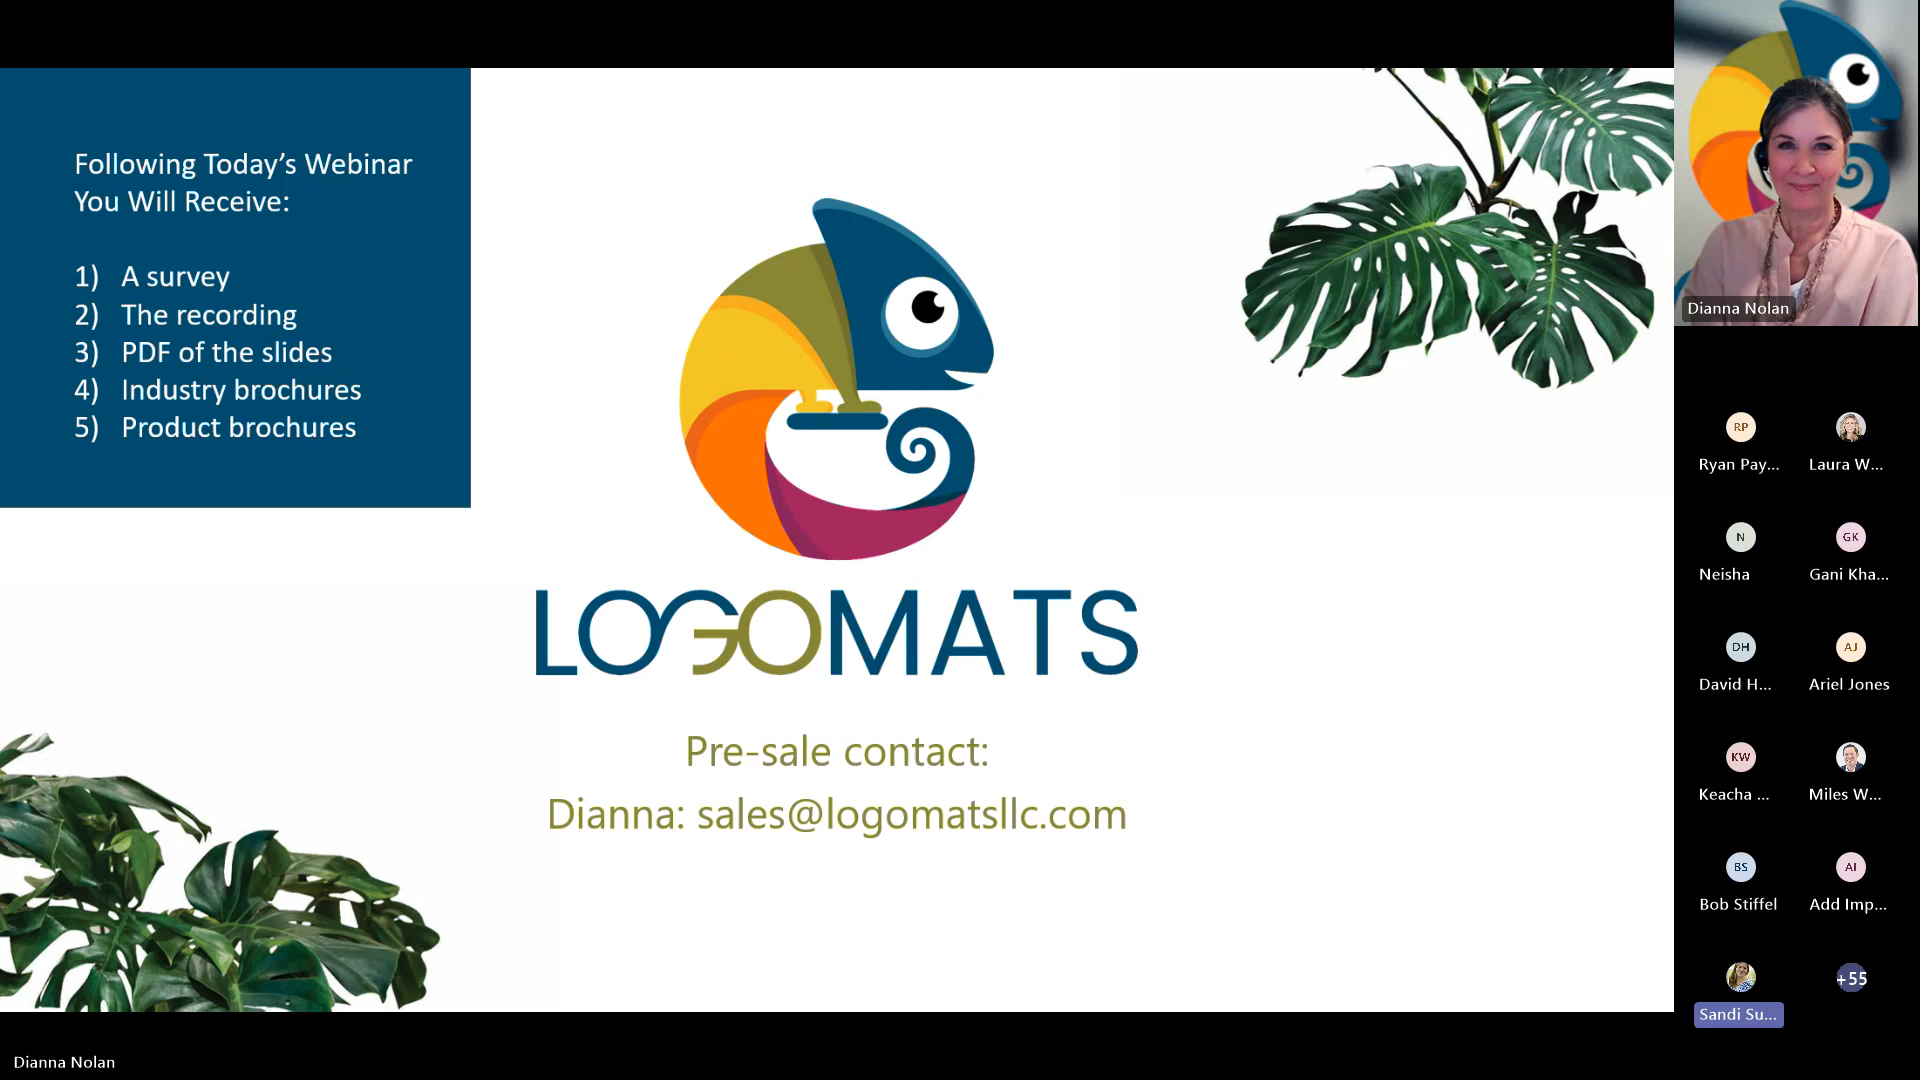 Following Today's Webinar
You Will Receive:
1) A survey
2) The recording
3) PDF of the slides
4) Industry brochures
5) Product brochures
LOGOMATS
Pre-sale contact:
Dianna: sales@logomatsllc.com
Dianna Nolan
RP
Ryan Pay...
Laura W...
N
Neisha
GK
Gani Kha...
DH
David H...
AJ
Ariel Jones
KW
Keacha ...
Miles W...
BS
Bob Stiffel
AI
Add Imp...
Sandi Su...
+55
Dianna Nolan